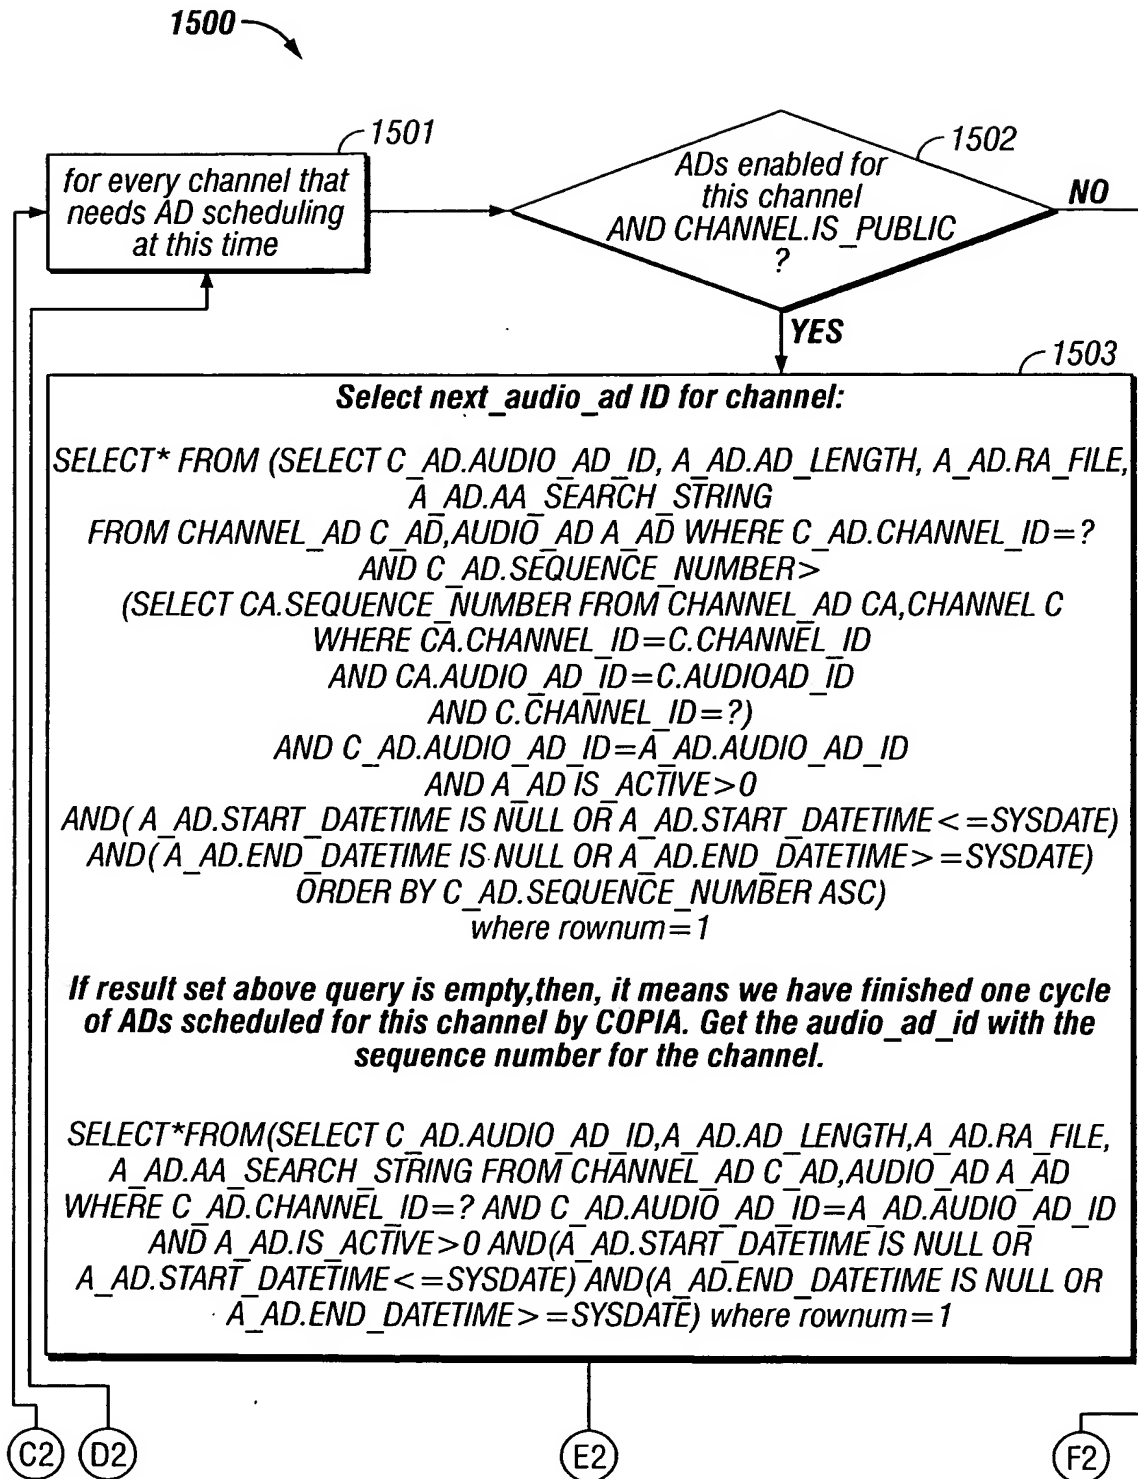 1500
1501
for every channel that
needs AD scheduling
at this time
1502
ADs enabled for
this channel
AND CHANNEL.IS_PUBLIC
?
NO
YES
1503
Select next_audio_ad ID for channel:
SELECT* FROM (SELECT C_AD.AUDIO_AD_ID, A_AD.AD_LENGTH, A_AD.RA_FILE,
A_AD.AA_SEARCH_STRING
FROM CHANNEL_AD C_AD,AUDIO_AD A_AD WHERE C_AD.CHANNEL_ID=?
AND C_AD.SEQUENCE_NUMBER>
(SELECT CA.SEQUENCE_NUMBER FROM CHANNEL_AD CA,CHANNEL C
WHERE CA.CHANNEL_ID=C.CHANNEL_ID
AND CA.AUDIO_AD_ID=C.AUDIOAD_ID
AND C.CHANNEL_ID=?)
AND C_AD.AUDIO_AD_ID=A_AD.AUDIO_AD_ID
AND A_AD IS_ACTIVE>0
AND( A_AD.START_DATETIME IS NULL OR A_AD.START_DATETIME<=SYSDATE)
AND( A_AD.END_DATETIME IS NULL OR A_AD.END_DATETIME>=SYSDATE)
ORDER BY C_AD.SEQUENCE_NUMBER ASC)
where rownum=1
If result set above query is empty,then, it means we have finished one cycle
of ADs scheduled for this channel by COPIA. Get the audio_ad_id with the
sequence number for the channel.
SELECT*FROM(SELECT C_AD.AUDIO_AD_ID,A_AD.AD_LENGTH,A_AD.RA_FILE,
A_AD.AA_SEARCH_STRING FROM CHANNEL_AD C_AD,AUDIO_AD A_AD
WHERE C_AD.CHANNEL_ID=? AND C_AD.AUDIO_AD_ID=A_AD.AUDIO_AD_ID
AND A_AD.IS_ACTIVE>0 AND(A_AD.START_DATETIME IS NULL OR
A_AD.START_DATETIME<=SYSDATE) AND(A_AD.END_DATETIME IS NULL OR
A_AD.END_DATETIME>=SYSDATE) where rownum=1
C2 D2 E2 F2